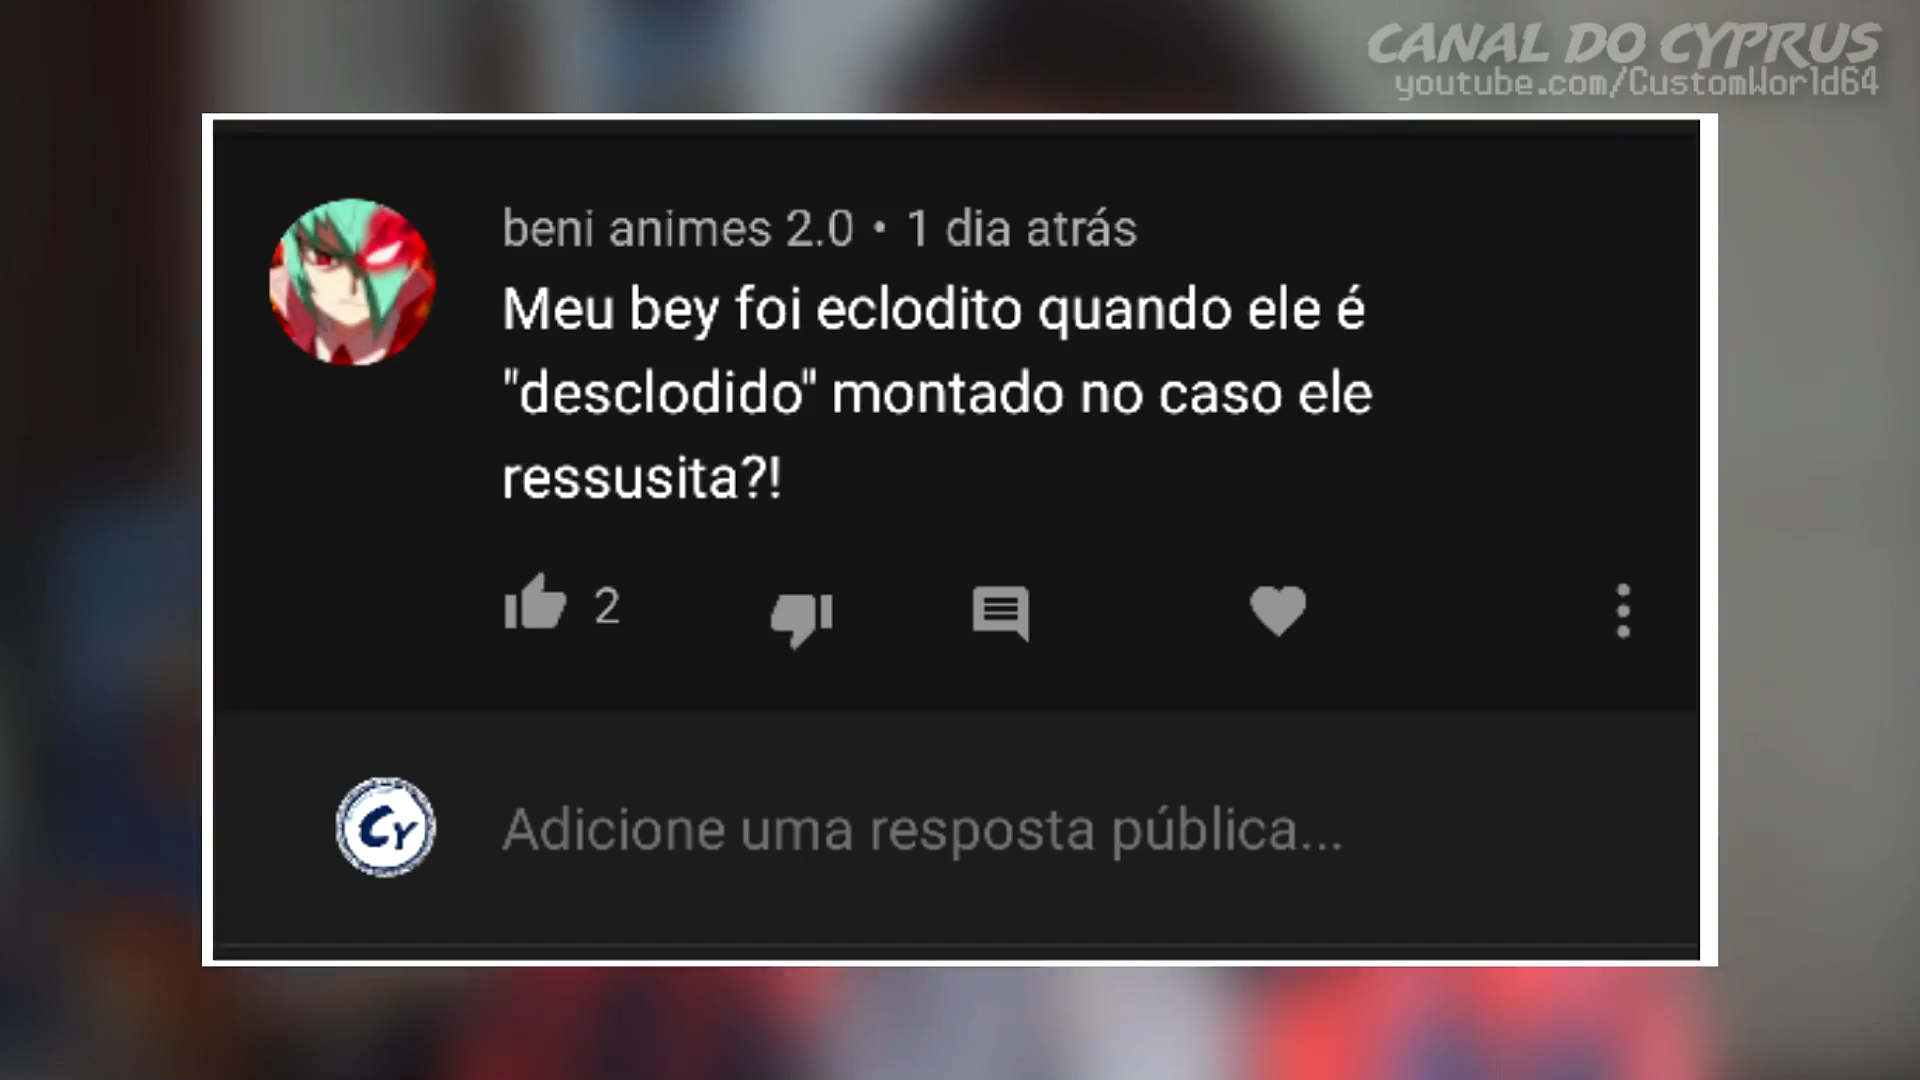 CANAL DO CYPRUS
youtube.com/CustomWorld64
beni animes 2.0 • 1 dia atrás
Meu bey foi eclodito quando ele é
"desclodido" montado no caso ele
ressusita?!
2
CY
Adicione uma resposta pública...